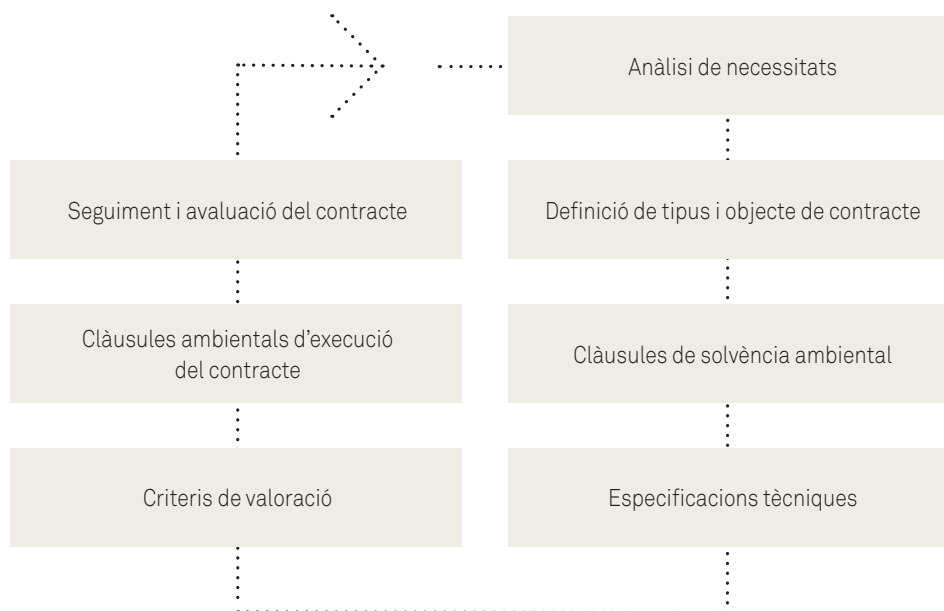 Anàlisi de necessitats
Seguiment i avaluació del contracte
Definició de tipus i objecte de contracte
Clàusules ambientals d’execució
del contracte
Clàusules de solvència ambiental
Criteris de valoració
Especificacions tècniques